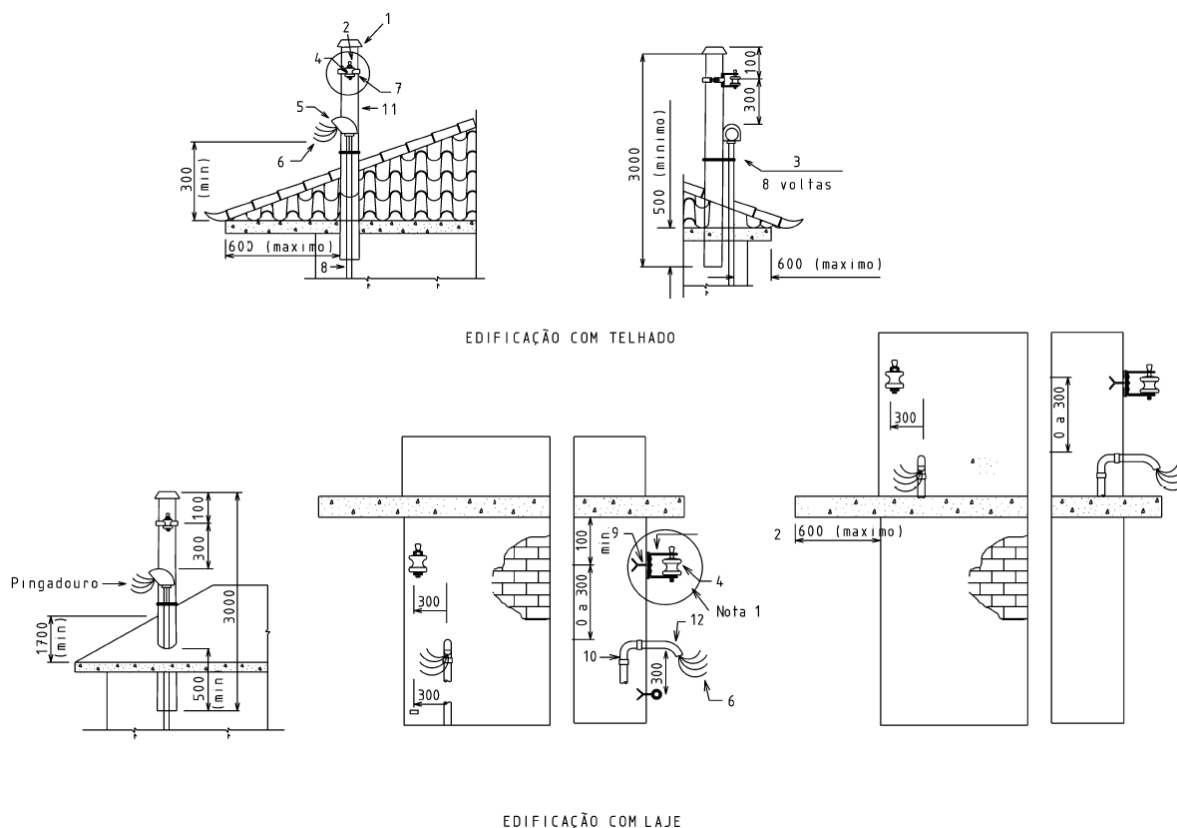 1
2
4
7
5
11
6
300
(min)
600 (maximo)
8
100
300
3000
500 (minimo)
3
8 voltas
600 (maximo)
EDIFICAÇÃO COM TELHADO
100
300
Pingadouro
3000
1700
(min)
500
(min)
300
300
100
min
9
0 a 300
4
Nota 1
12
10
300
6
300
2
600 (maximo)
0 a 300
EDIFICAÇÃO COM LAJE